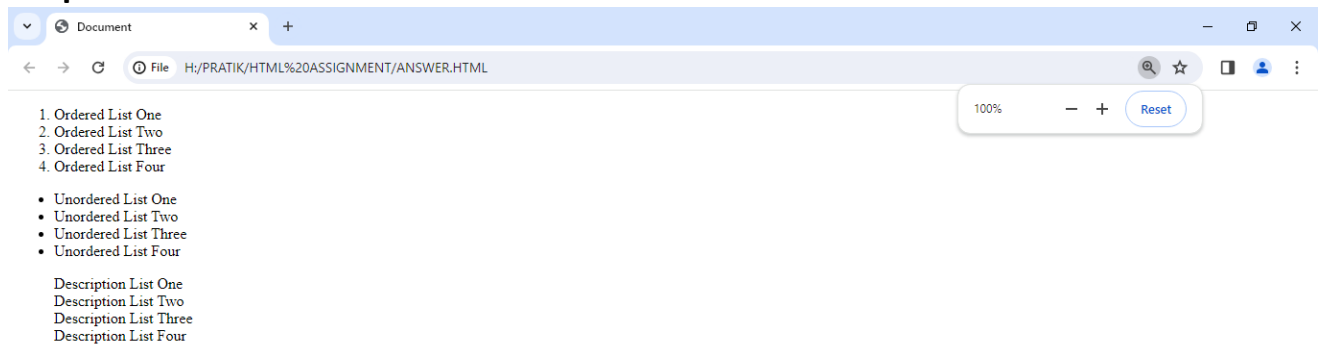 Document
File H:/PRATIK/HTML%20ASSIGNMENT/ANSWER.HTML
100% Reset
1. Ordered List One
2. Ordered List Two
3. Ordered List Three
4. Ordered List Four
• Unordered List One
• Unordered List Two
• Unordered List Three
• Unordered List Four
Description List One
Description List Two
Description List Three
Description List Four